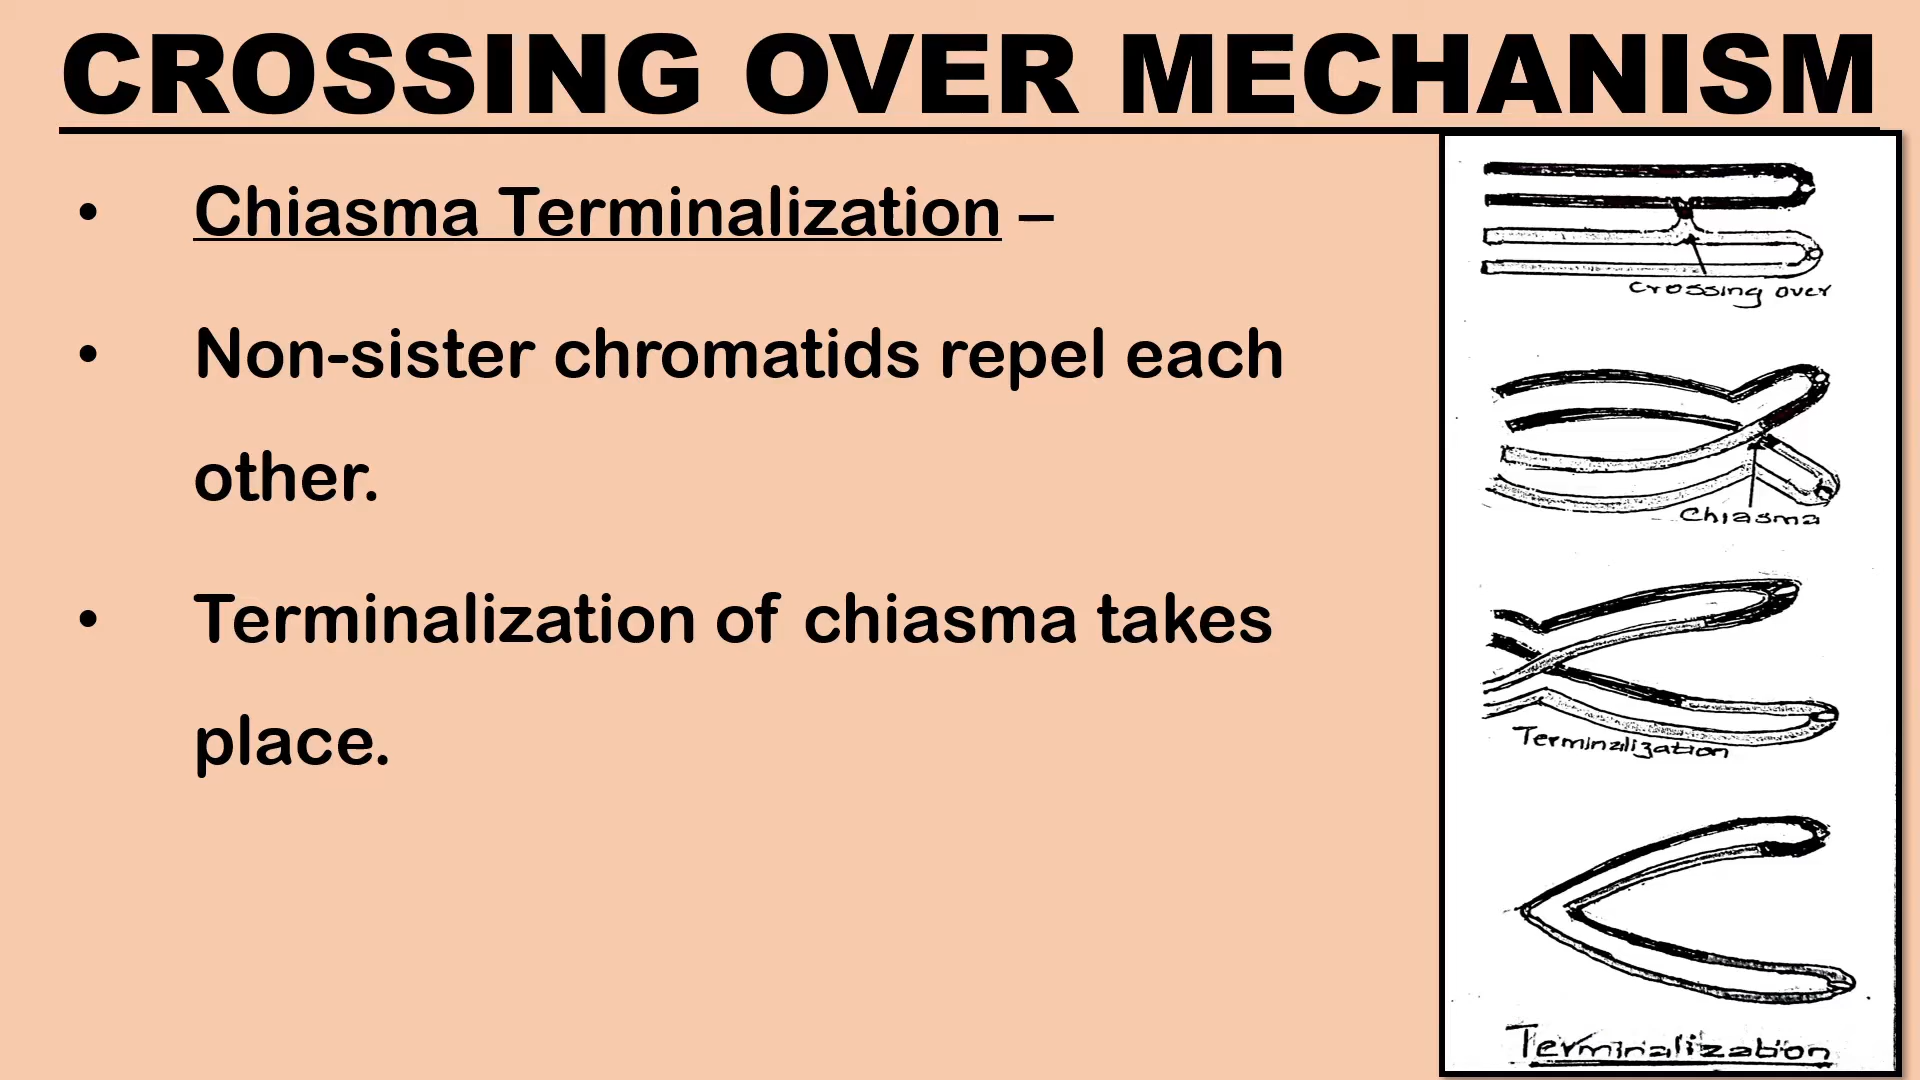 CROSSING OVER MECHANISM
• Chiasma Terminalization –
• Non-sister chromatids repel each
other.
• Terminalization of chiasma takes
place.
Crossing over
Chiasma
Terminalization
Terminalization